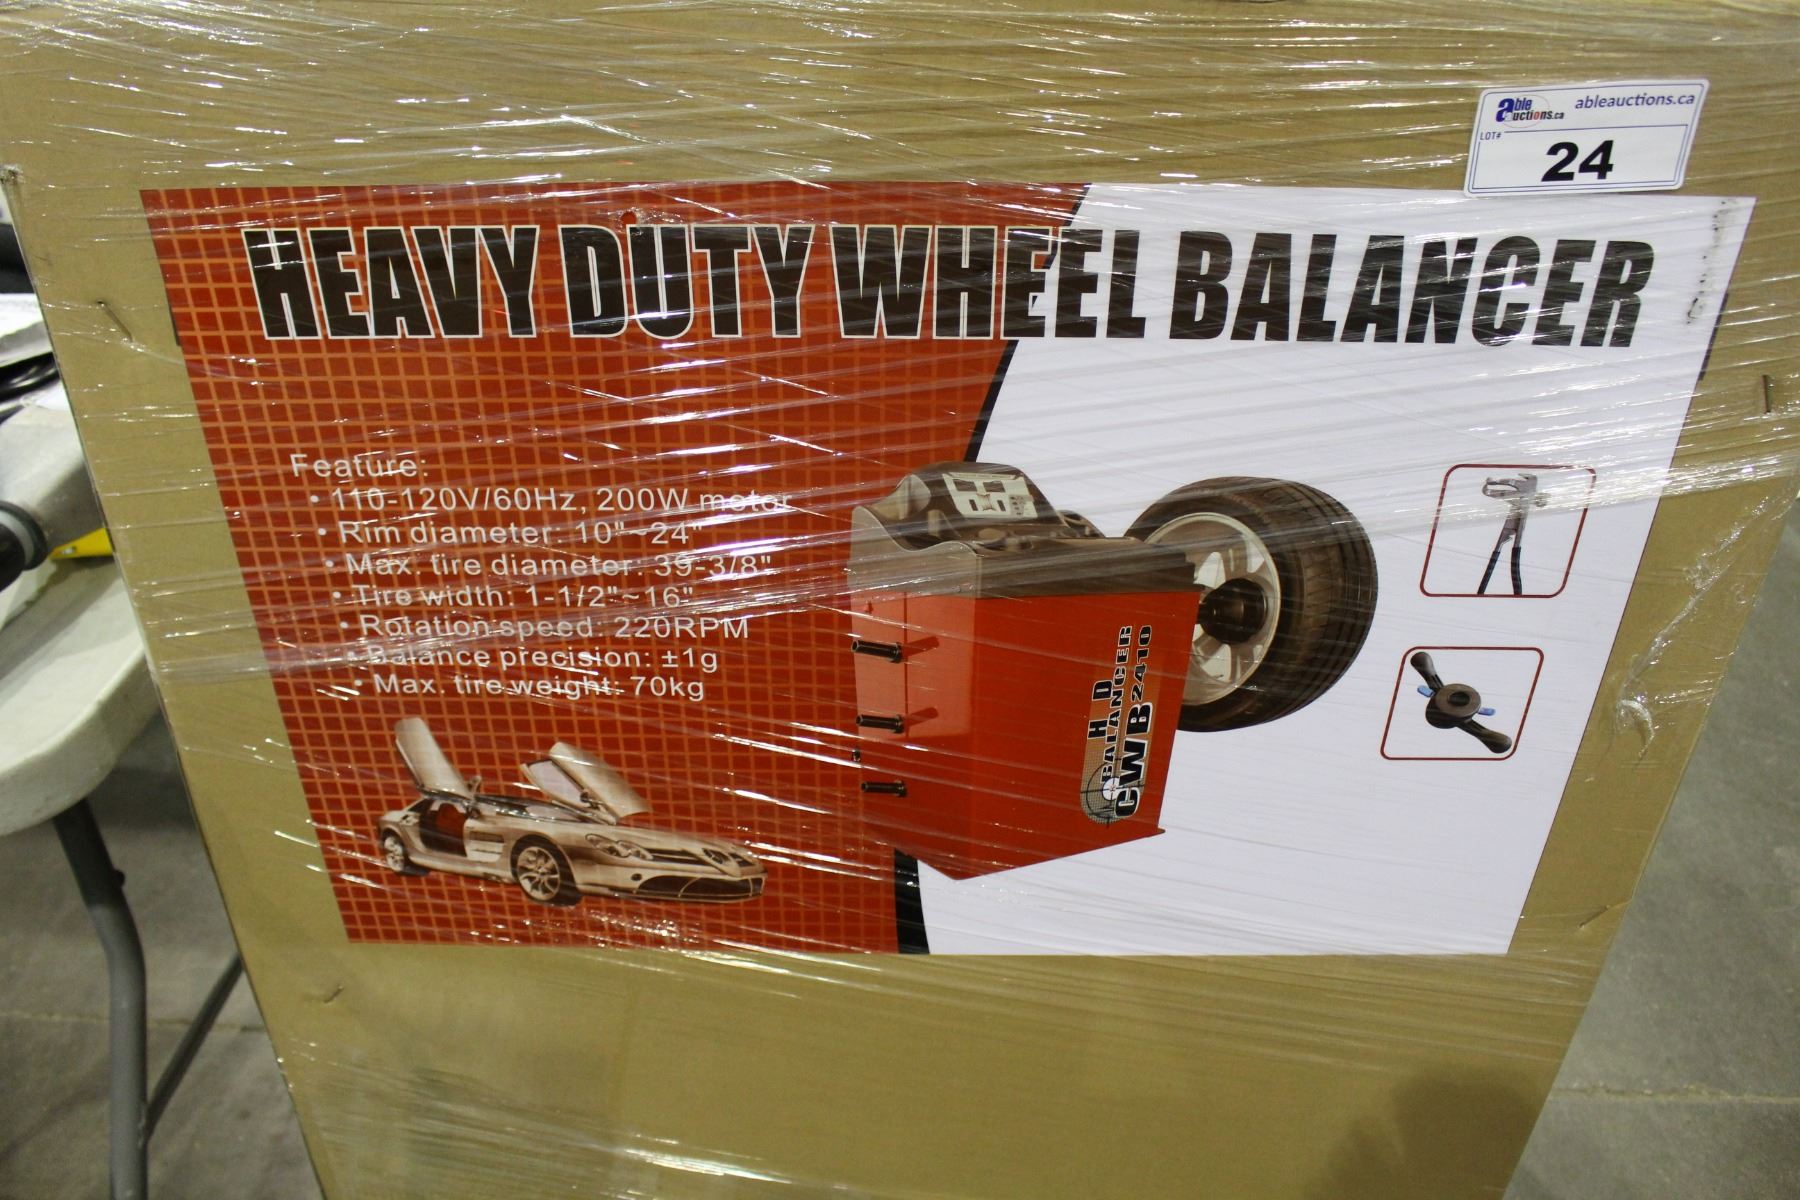 able auctions.ca
ableauctions.ca
LOT#
24
HEAVY DUTY WHEEL BALANCER
Feature:
• 110-120V/60Hz, 200W motor
• Rim diameter: 10"~24"
• Max. tire diameter: 39-3/8"
• Tire width: 1-1/2"~16"
• Rotation speed: 220RPM
• Balance precision: ±1g
• Max. tire weight: 70kg
HD
BALANCER
CWB2410